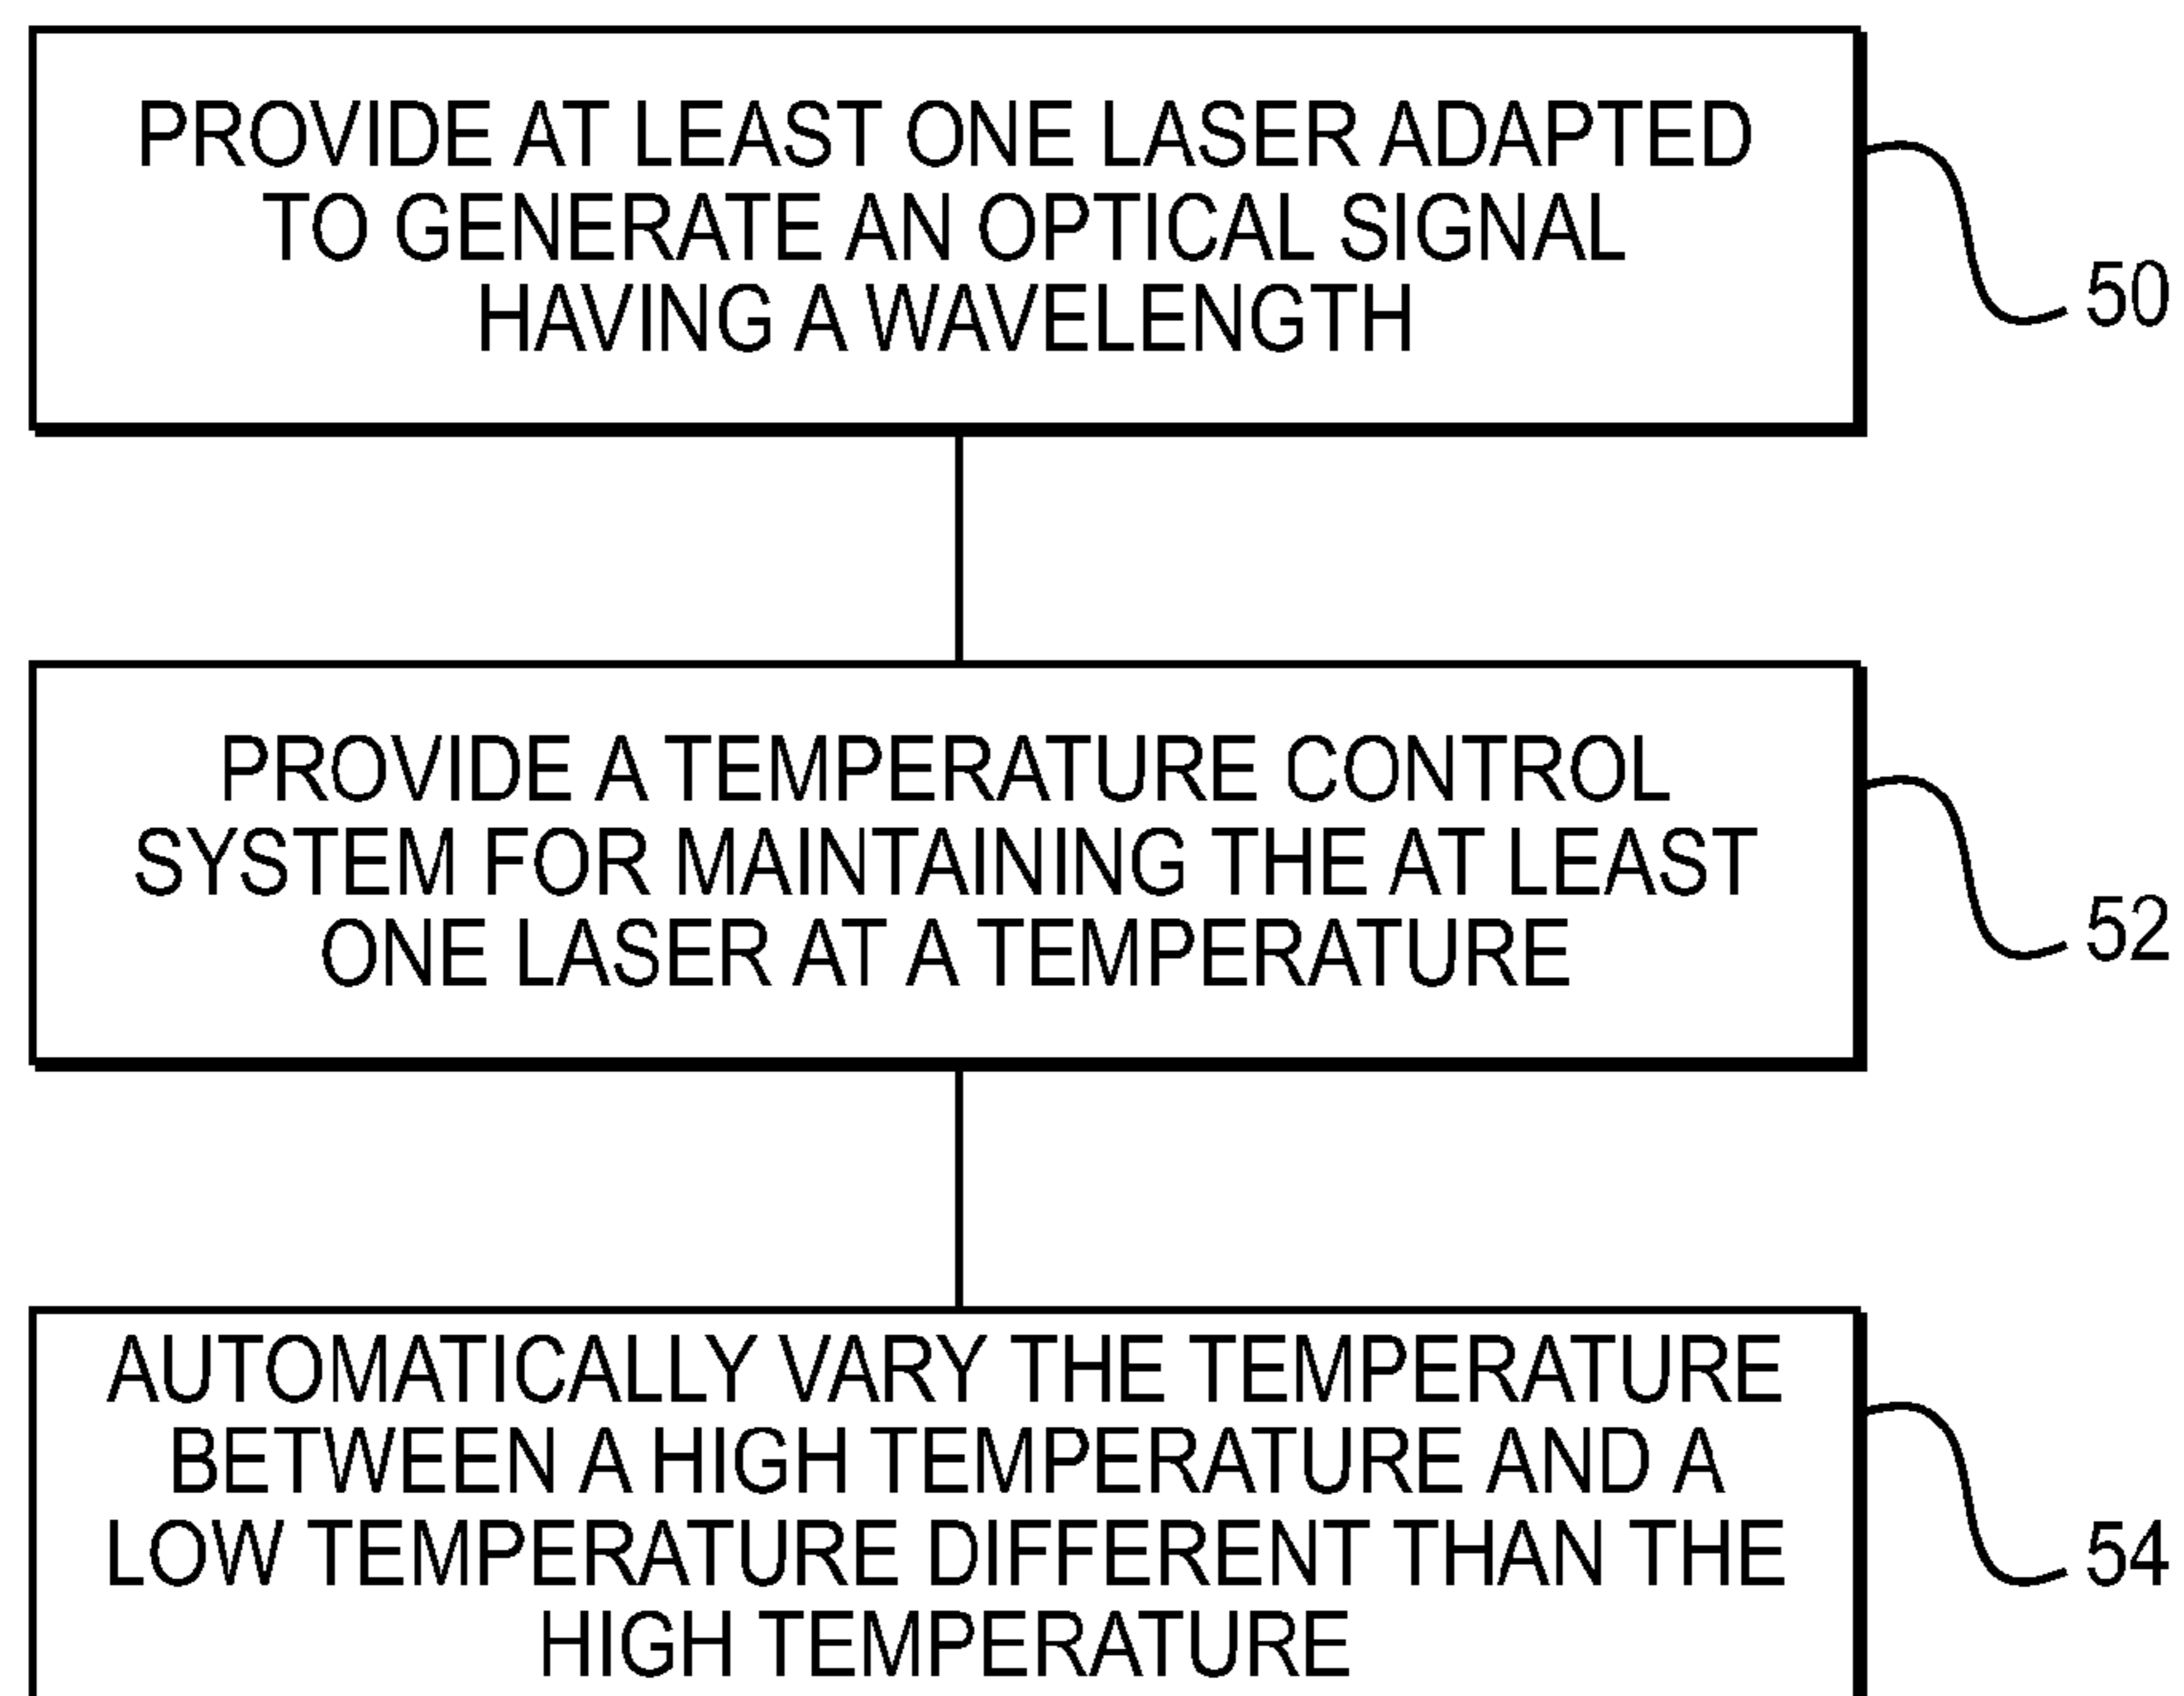 PROVIDE AT LEAST ONE LASER ADAPTED
TO GENERATE AN OPTICAL SIGNAL
HAVING A WAVELENGTH
50
PROVIDE A TEMPERATURE CONTROL
SYSTEM FOR MAINTAINING THE AT LEAST
ONE LASER AT A TEMPERATURE
52
AUTOMATICALLY VARY THE TEMPERATURE
BETWEEN A HIGH TEMPERATURE AND A
LOW TEMPERATURE DIFFERENT THAN THE
HIGH TEMPERATURE
54